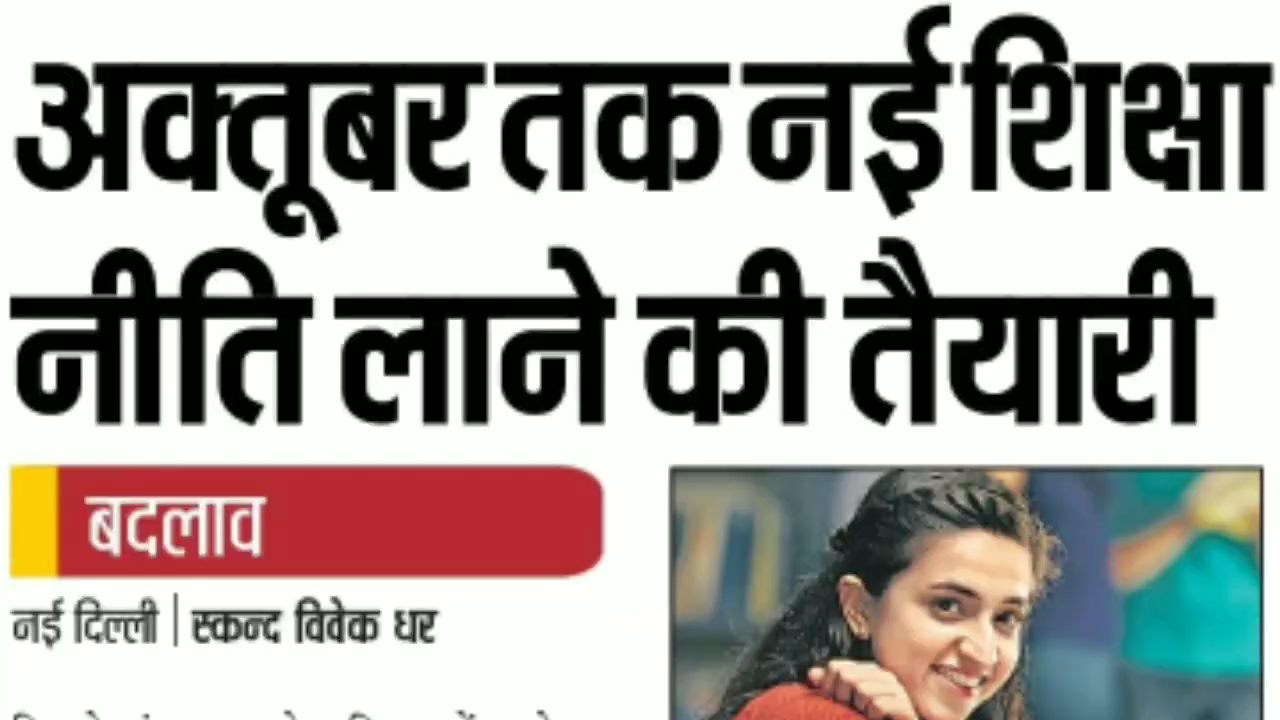 अक्तूबर तक नई शिक्षा
नीति लाने की तैयारी
बदलाव
नई दिल्ली | स्कन्द विवेक धर